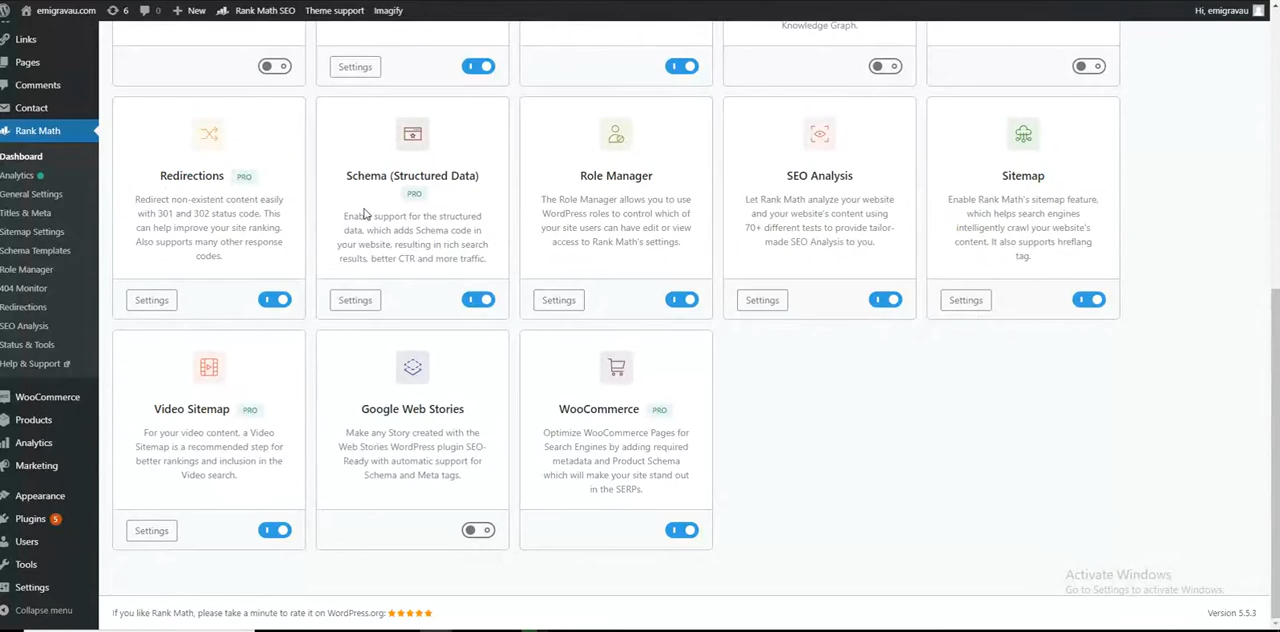 emigravau.com
6
0
New
Rank Math SEO
Theme support
Imagify
Hi, emigravau
Links
Pages
Comments
Contact
Rank Math
Dashboard
Analytics
General Settings
Titles & Meta
Sitemap Settings
Schema Templates
Role Manager
404 Monitor
Redirections
SEO Analysis
Status & Tools
Help & Support
WooCommerce
Products
Analytics
Marketing
Appearance
Plugins 5
Users
Tools
Settings
Collapse menu
Knowledge Graph.
Settings
Redirections PRO
Redirect non-existent content easily
with 301 and 302 status code. This
can help improve your site ranking.
Also supports many other response
codes.
Settings
Schema (Structured Data)
PRO
Enable support for the structured
data, which adds Schema code in
your website, resulting in rich search
results, better CTR and more traffic.
Settings
Role Manager
The Role Manager allows you to use
WordPress roles to control which of
your site users can have edit or view
access to Rank Math's settings.
Settings
SEO Analysis
Let Rank Math analyze your website
and your website's content using
70+ different tests to provide tailor-
made SEO Analysis to you.
Settings
Sitemap
Enable Rank Math's sitemap feature,
which helps search engines
intelligently crawl your website's
content. It also supports hreflang
tag.
Settings
Video Sitemap PRO
For your video content, a Video
Sitemap is a recommended step for
better rankings and inclusion in the
Video search.
Settings
Google Web Stories
Make any Story created with the
Web Stories WordPress plugin SEO-
Ready with automatic support for
Schema and Meta tags.
WooCommerce PRO
Optimize WooCommerce Pages for
Search Engines by adding required
metadata and Product Schema
which will make your site stand out
in the SERPs.
Activate Windows
Go to Settings to activate Windows.
If you like Rank Math, please take a minute to rate it on WordPress.org: ★★★★★
Version 5.5.3